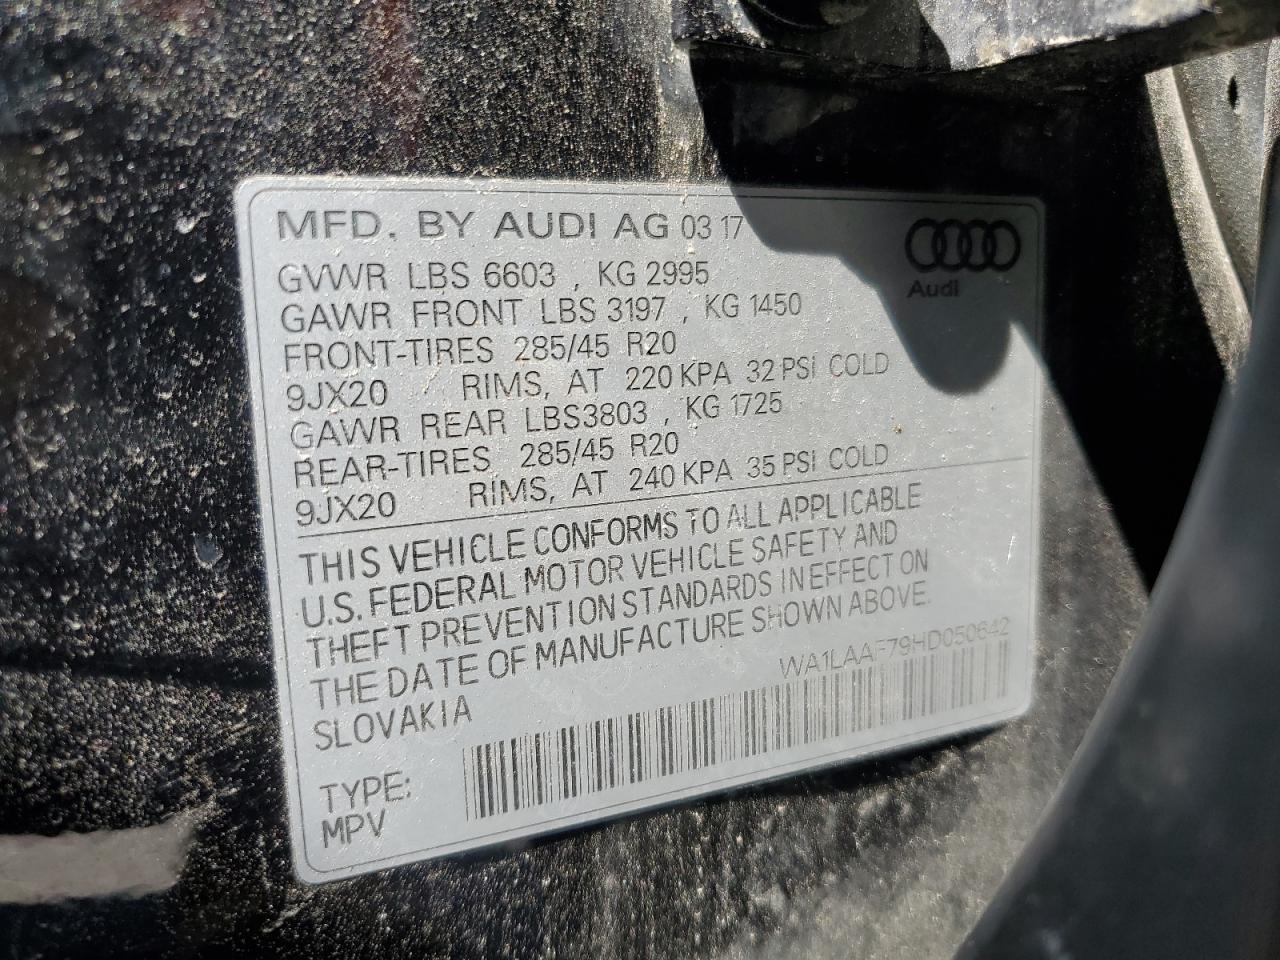 MFD. BY AUDI AG 03 17
Audi
GVWR LBS 6603 , KG 2995
GAWR FRONT LBS 3197 , KG 1450
FRONT-TIRES 285/45 R20
9JX20 RIMS, AT 220 KPA 32 PSI COLD
GAWR REAR LBS3803 , KG 1725
REAR-TIRES 285/45 R20
9JX20 RIMS, AT 240 KPA 35 PSI COLD
THIS VEHICLE CONFORMS TO ALL APPLICABLE
U.S. FEDERAL MOTOR VEHICLE SAFETY AND
THEFT PREVENTION STANDARDS IN EFFECT ON
THE DATE OF MANUFACTURE SHOWN ABOVE.
SLOVAKIA
WA1LAAF79HD050642
TYPE:
MPV